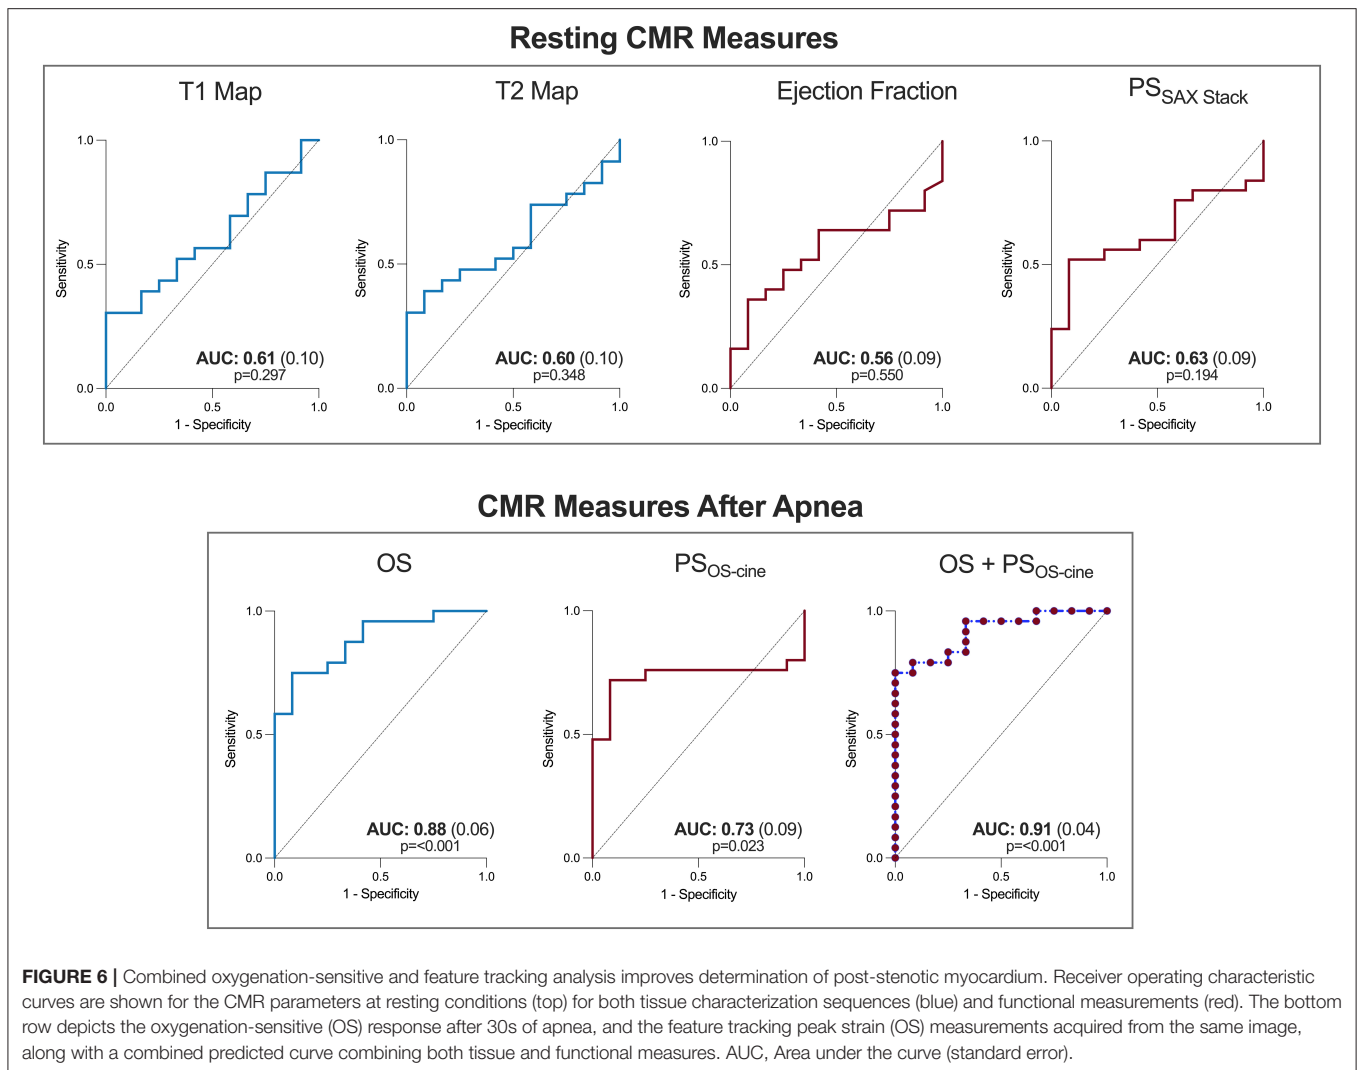 Resting CMR Measures
T1 Map
T2 Map
Ejection Fraction
PS SAX Stack
1.0
0.5
0.0
Sensitivity
AUC: 0.61 (0.10)
p=0.297
0.0 0.5 1.0
1 - Specificity
1.0
0.5
0.0
Sensitivity
AUC: 0.60 (0.10)
p=0.348
0.0 0.5 1.0
1 - Specificity
1.0
0.5
0.0
Sensitivity
AUC: 0.56 (0.09)
p=0.550
0.0 0.5 1.0
1 - Specificity
1.0
0.5
0.0
Sensitivity
AUC: 0.63 (0.09)
p=0.194
0.0 0.5 1.0
1 - Specificity
CMR Measures After Apnea
OS
PS OS-cine
OS + PS OS-cine
1.0
0.5
0.0
Sensitivity
AUC: 0.88 (0.06)
p=<0.001
0.0 0.5 1.0
1 - Specificity
1.0
0.5
0.0
Sensitivity
AUC: 0.73 (0.09)
p=0.023
0.0 0.5 1.0
1 - Specificity
1.0
0.5
0.0
Sensitivity
AUC: 0.91 (0.04)
p=<0.001
0.0 0.5 1.0
1 - Specificity
FIGURE 6 | Combined oxygenation-sensitive and feature tracking analysis improves determination of post-stenotic myocardium. Receiver operating characteristic
curves are shown for the CMR parameters at resting conditions (top) for both tissue characterization sequences (blue) and functional measurements (red). The bottom
row depicts the oxygenation-sensitive (OS) response after 30s of apnea, and the feature tracking peak strain (OS) measurements acquired from the same image,
along with a combined predicted curve combining both tissue and functional measures. AUC, Area under the curve (standard error).